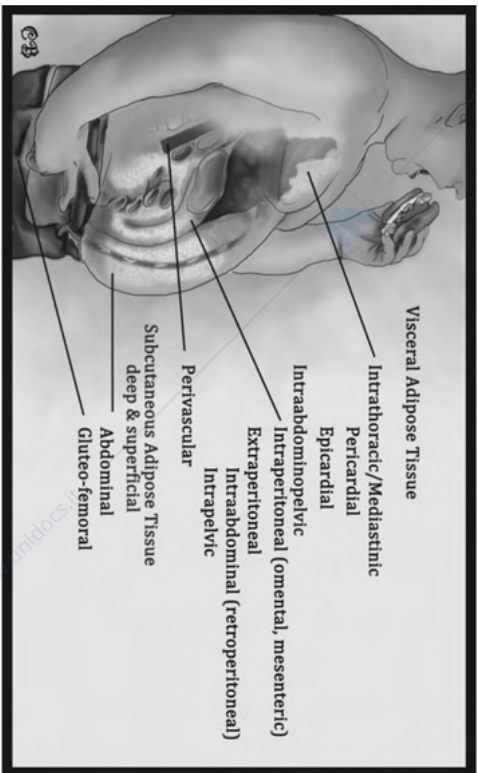 Visceral Adipose Tissue
Intrathoracic/Mediastinic
Pericardial
Epicardial
Intraabdominopelvic
Intraperitoneal (omental, mesenteric)
Extraperitoneal
Intraabdominal (retroperitoneal)
Intrapelvic
Perivascular
Subcutaneous Adipose Tissue
deep & superficial
Abdominal
Gluteo-femoral
CB